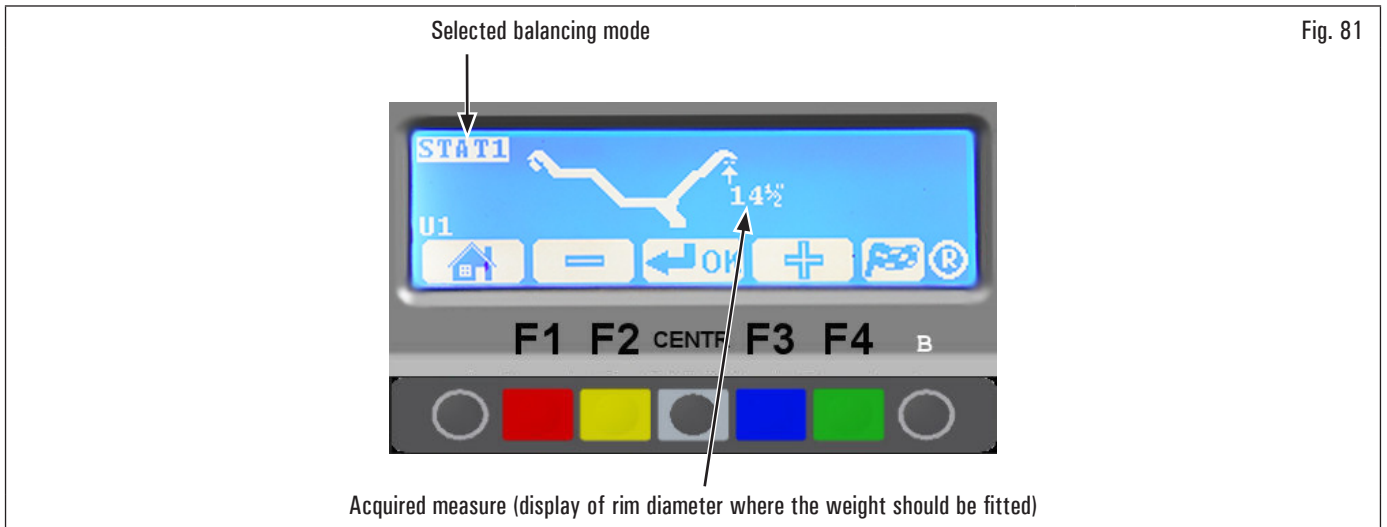 Selected balancing mode
Fig. 81
STAT1
14½"
U1
OK
R
F1 F2 CENTR F3 F4 B
Acquired measure (display of rim diameter where the weight should be fitted)